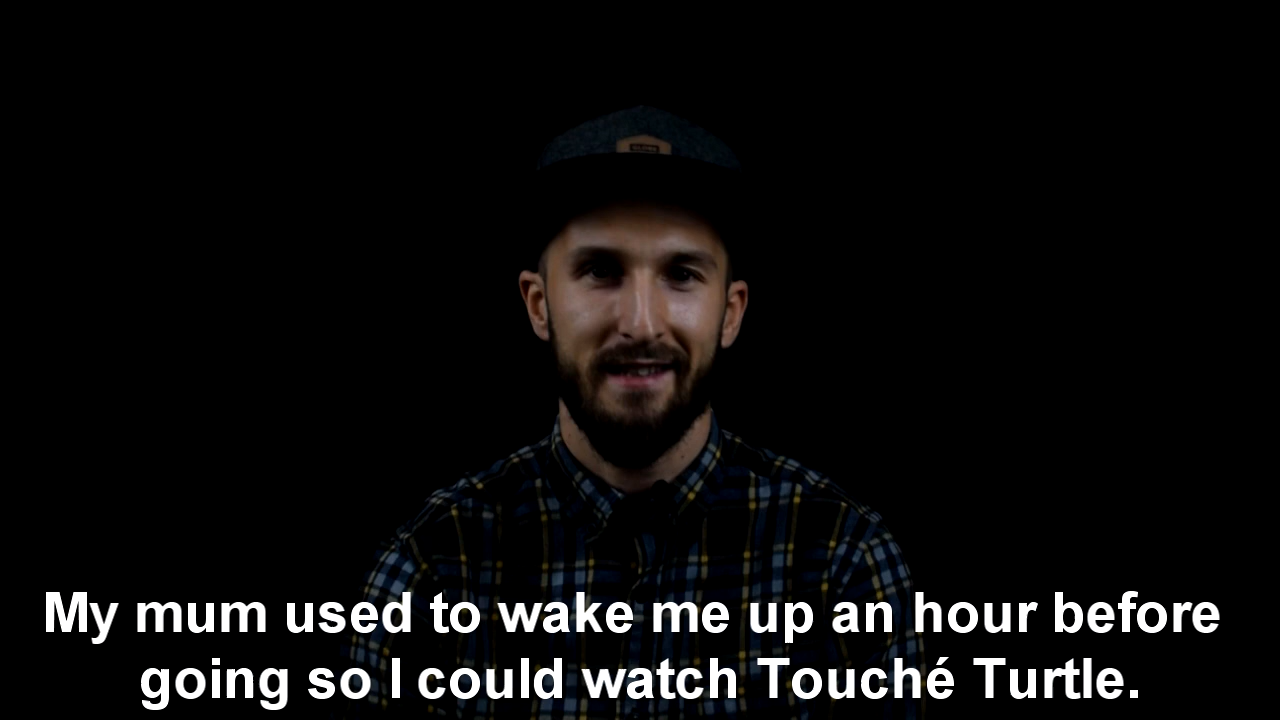 My mum used to wake me up an hour before
going so I could watch Touché Turtle.